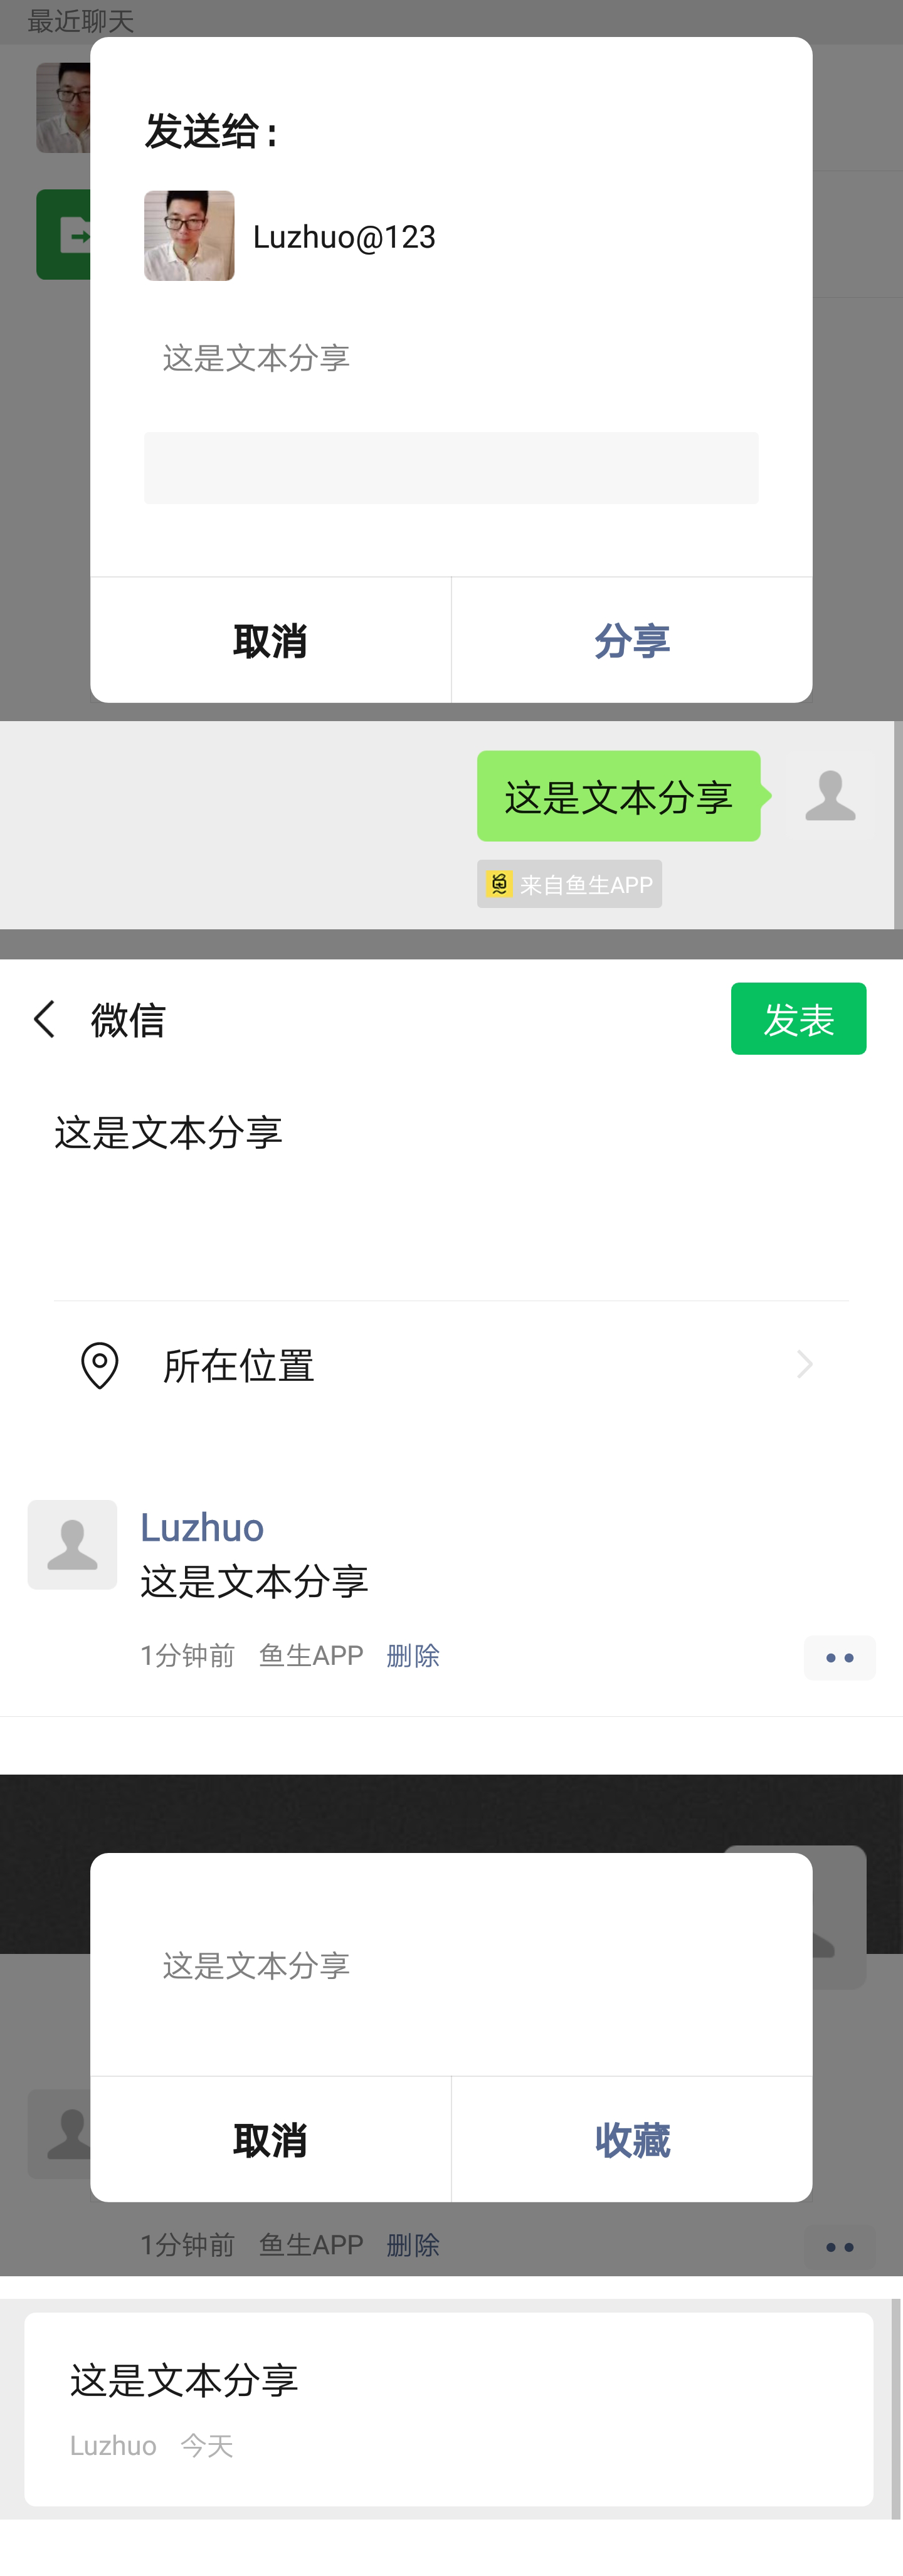 最近聊天
发送给：
Luzhuo@123
这是文本分享
取消 分享
这是文本分享
来自鱼生APP
微信 发表
这是文本分享
所在位置
Luzhuo
这是文本分享
1分钟前 鱼生APP 删除
这是文本分享
取消 收藏
1分钟前 鱼生APP 删除
这是文本分享
Luzhuo 今天